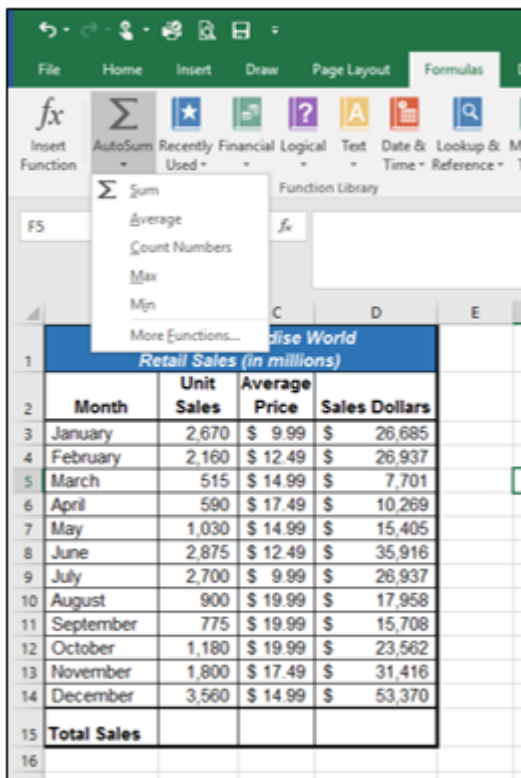 File Home Insert Draw Page Layout Formulas
fx Σ ? A
Insert Function AutoSum Recently Used Financial Logical Text Date & Time Lookup & Reference
Function Library
Σ Sum
Average
Count Numbers
Max
Min
More Functions...
F5 fx
C D E
1 dise World
Retail Sales (in millions)
2 Month Unit Sales Average Price Sales Dollars
3 January 2,670 $ 9.99 $ 26,685
4 February 2,160 $ 12.49 $ 26,937
5 March 515 $ 14.99 $ 7,701
6 April 590 $ 17.49 $ 10,269
7 May 1,030 $ 14.99 $ 15,405
8 June 2,875 $ 12.49 $ 35,916
9 July 2,700 $ 9.99 $ 26,937
10 August 900 $ 19.99 $ 17,958
11 September 775 $ 19.99 $ 15,708
12 October 1,180 $ 19.99 $ 23,562
13 November 1,800 $ 17.49 $ 31,416
14 December 3,560 $ 14.99 $ 53,370
15 Total Sales
16